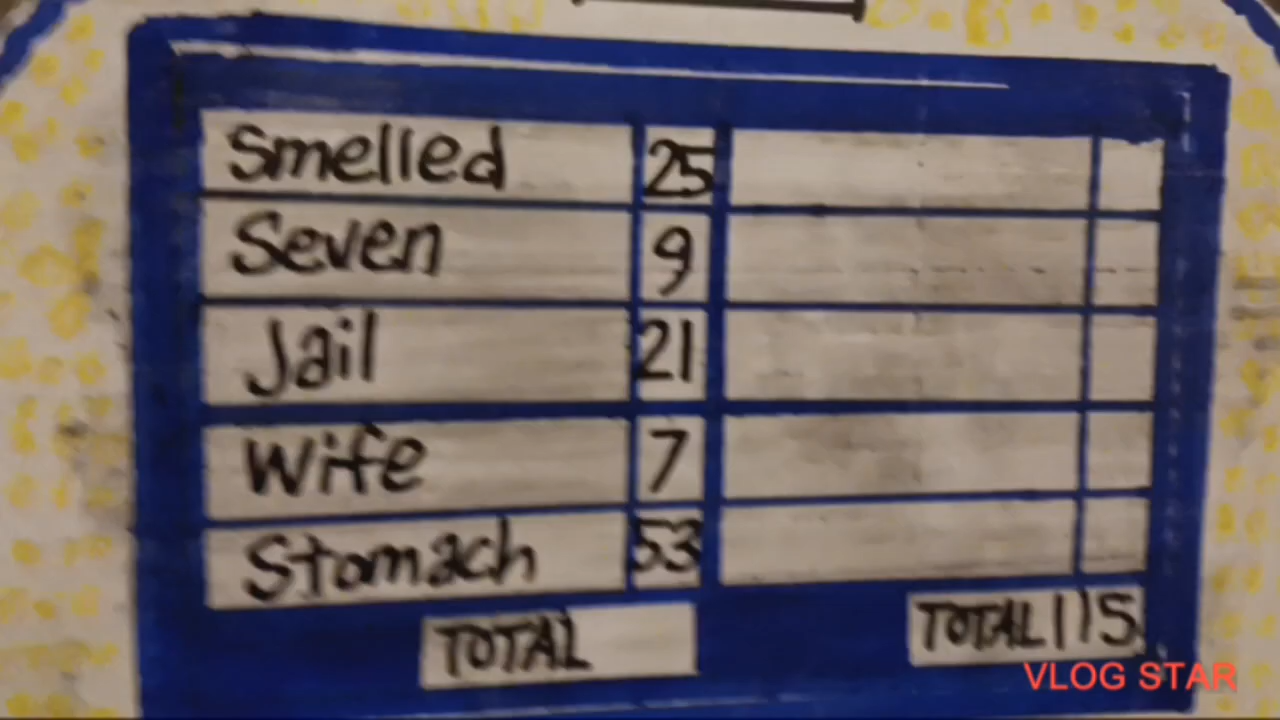 Smelled 25
Seven 9
Jail 21
Wife 7
Stomach 53
TOTAL
TOTAL 115
VLOG STAR